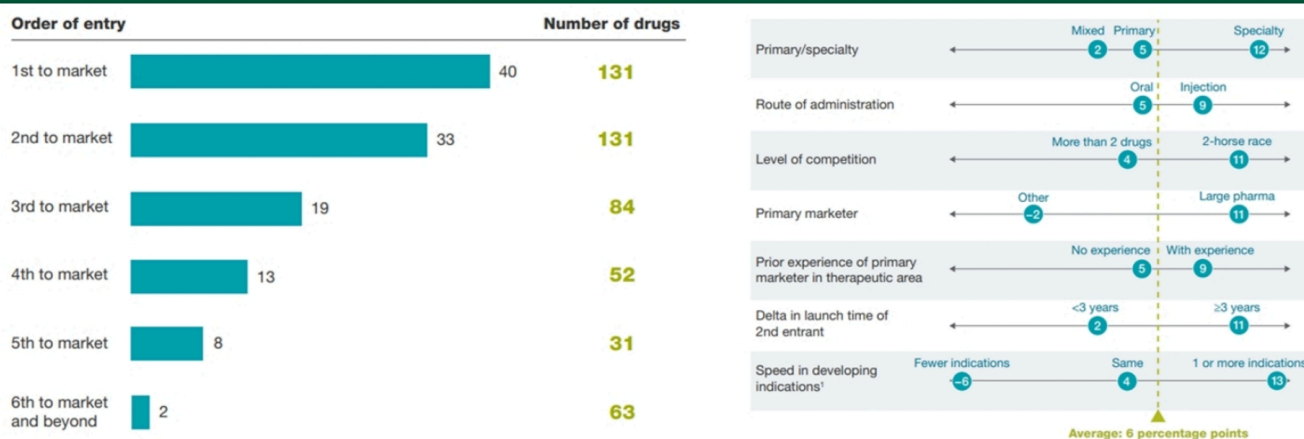 Order of entry Number of drugs
1st to market 40 131
2nd to market 33 131
3rd to market 19 84
4th to market 13 52
5th to market 8 31
6th to market
and beyond 2 63
Mixed Primary Specialty
Primary/specialty 2 5 12
Oral Injection
Route of administration 5 9
More than 2 drugs 2-horse race
Level of competition 4 11
Other Large pharma
Primary marketer –2 11
No experience With experience
Prior experience of primary
marketer in therapeutic area 5 9
<3 years ≥3 years
Delta in launch time of
2nd entrant 2 11
Fewer indications Same 1 or more indications
Speed in developing
indications¹ –6 4 13
Average: 6 percentage points